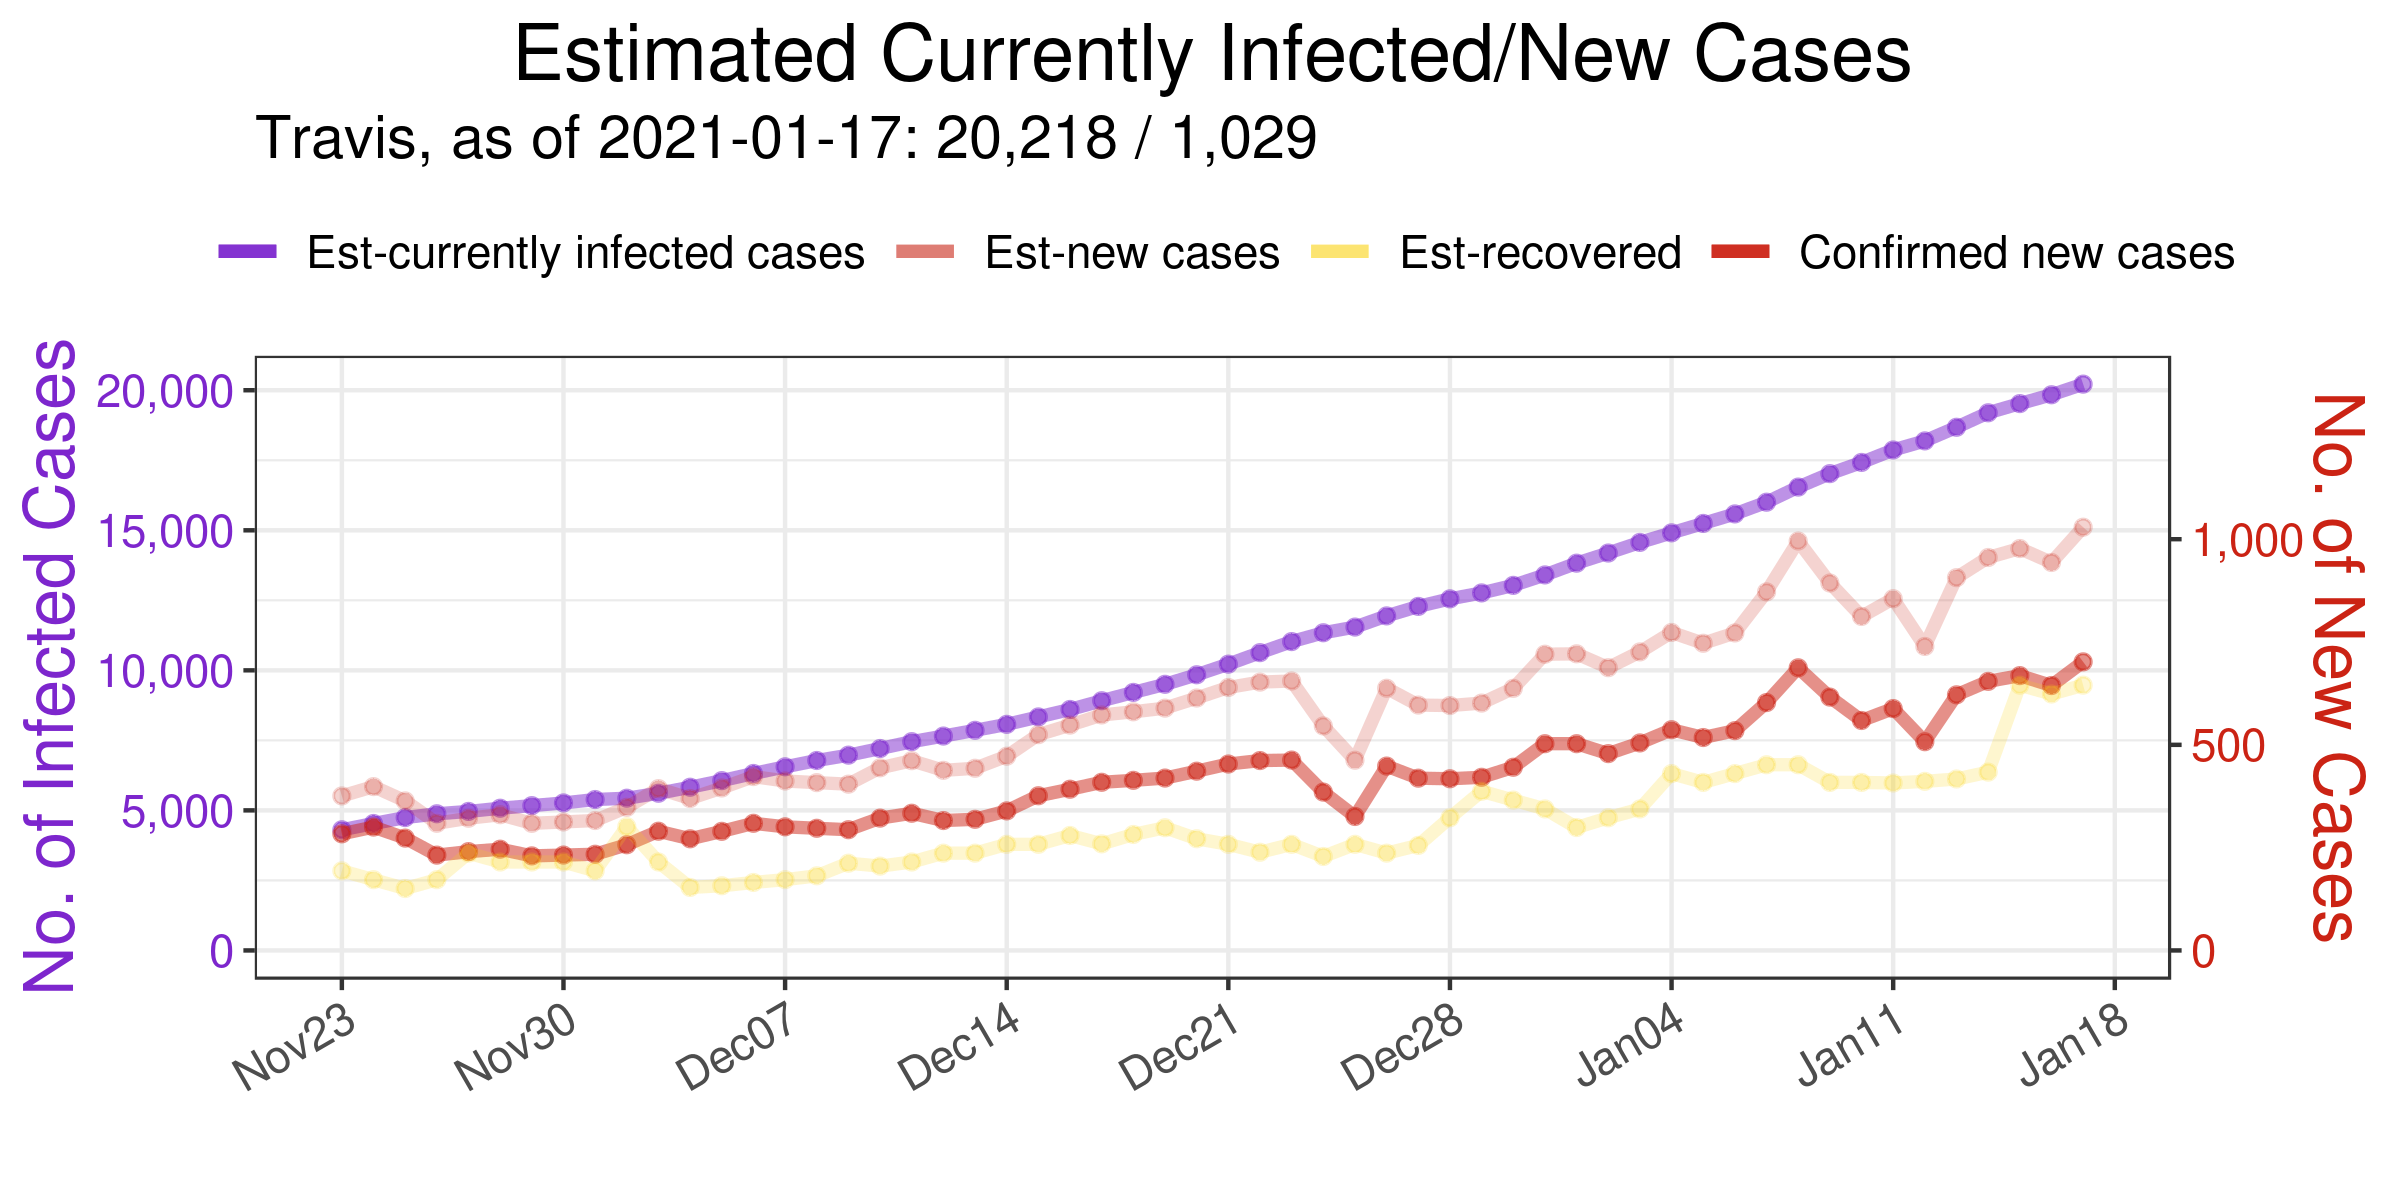 Estimated Currently Infected/New Cases
Travis, as of 2021-01-17: 20,218 / 1,029
Est-currently infected cases Est-new cases Est-recovered Confirmed new cases
No. of Infected Cases
20,000
15,000
10,000
5,000
0
1,000
500
0
No. of New Cases
Nov23 Nov30 Dec07 Dec14 Dec21 Dec28 Jan04 Jan11 Jan18